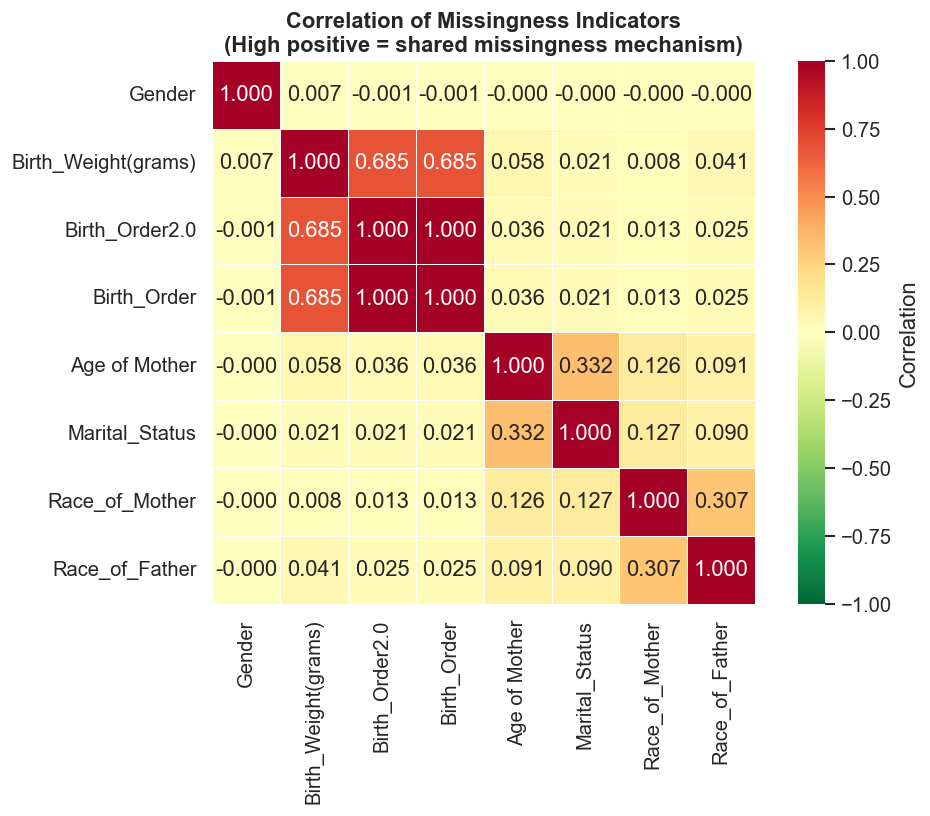 Correlation of Missingness Indicators
(High positive = shared missingness mechanism)
Gender 1.000 0.007 -0.001 -0.001 -0.000 -0.000 -0.000 -0.000
Birth_Weight(grams) 0.007 1.000 0.685 0.685 0.058 0.021 0.008 0.041
Birth_Order2.0 -0.001 0.685 1.000 1.000 0.036 0.021 0.013 0.025
Birth_Order -0.001 0.685 1.000 1.000 0.036 0.021 0.013 0.025
Age of Mother -0.000 0.058 0.036 0.036 1.000 0.332 0.126 0.091
Marital_Status -0.000 0.021 0.021 0.021 0.332 1.000 0.127 0.090
Race_of_Mother -0.000 0.008 0.013 0.013 0.126 0.127 1.000 0.307
Race_of_Father -0.000 0.041 0.025 0.025 0.091 0.090 0.307 1.000
Gender
Birth_Weight(grams)
Birth_Order2.0
Birth_Order
Age of Mother
Marital_Status
Race_of_Mother
Race_of_Father
1.00
0.75
0.50
0.25
0.00
−0.25
−0.50
−0.75
−1.00
Correlation